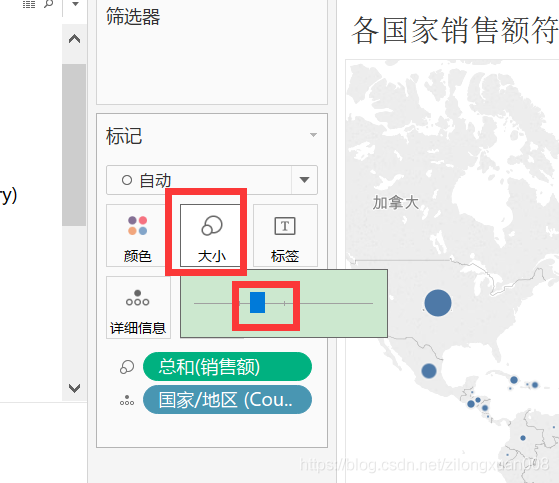 筛选器
各国家销售额符
标记
自动
ry)
颜色
大小
标签
详细信息
总和(销售额)
国家/地区 (Cou..
加拿大
https://blog.csdn.net/zilongxuan008